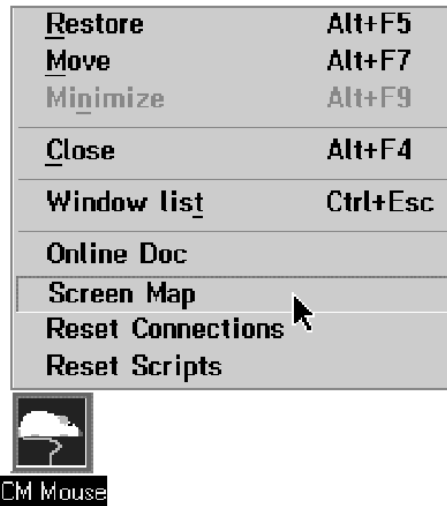 Restore Alt+F5
Move Alt+F7
Minimize Alt+F9
Close Alt+F4
Window list Ctrl+Esc
Online Doc
Screen Map
Reset Connections
Reset Scripts
CM Mouse